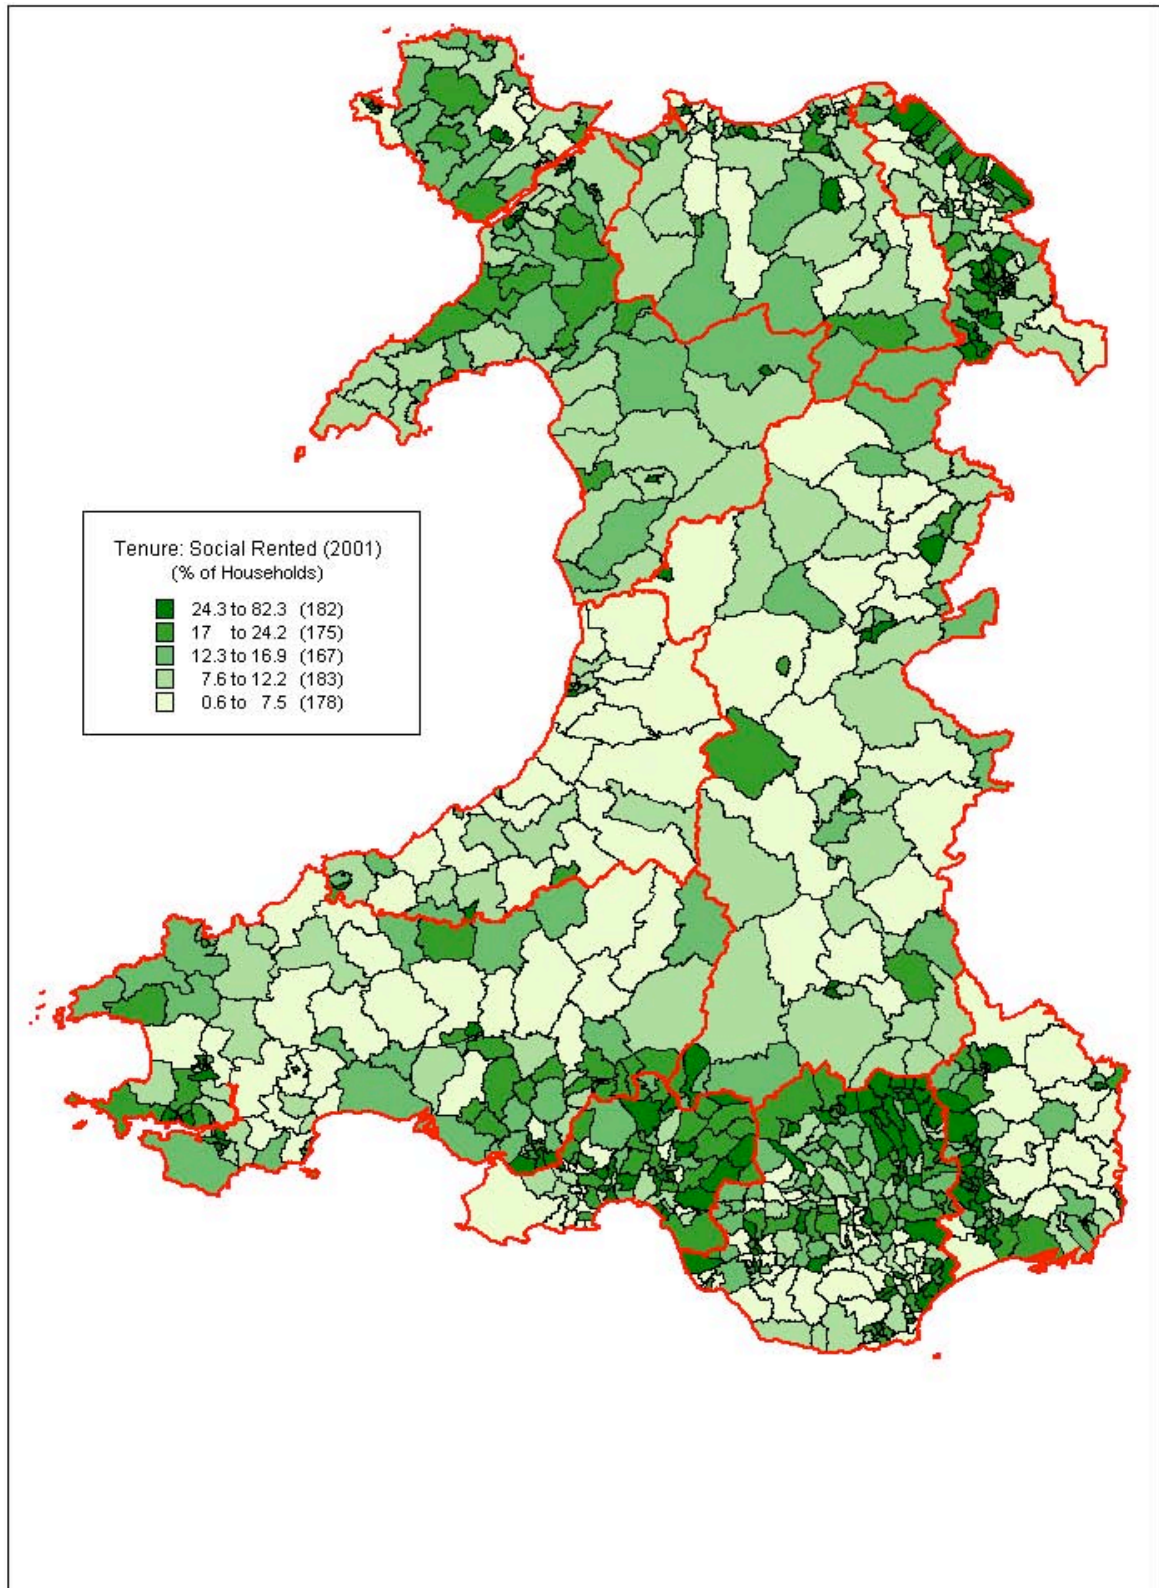 Tenure: Social Rented (2001)
(% of Households)
24.3 to 82.3 (182)
17 to 24.2 (175)
12.3 to 16.9 (167)
7.6 to 12.2 (183)
0.6 to 7.5 (178)